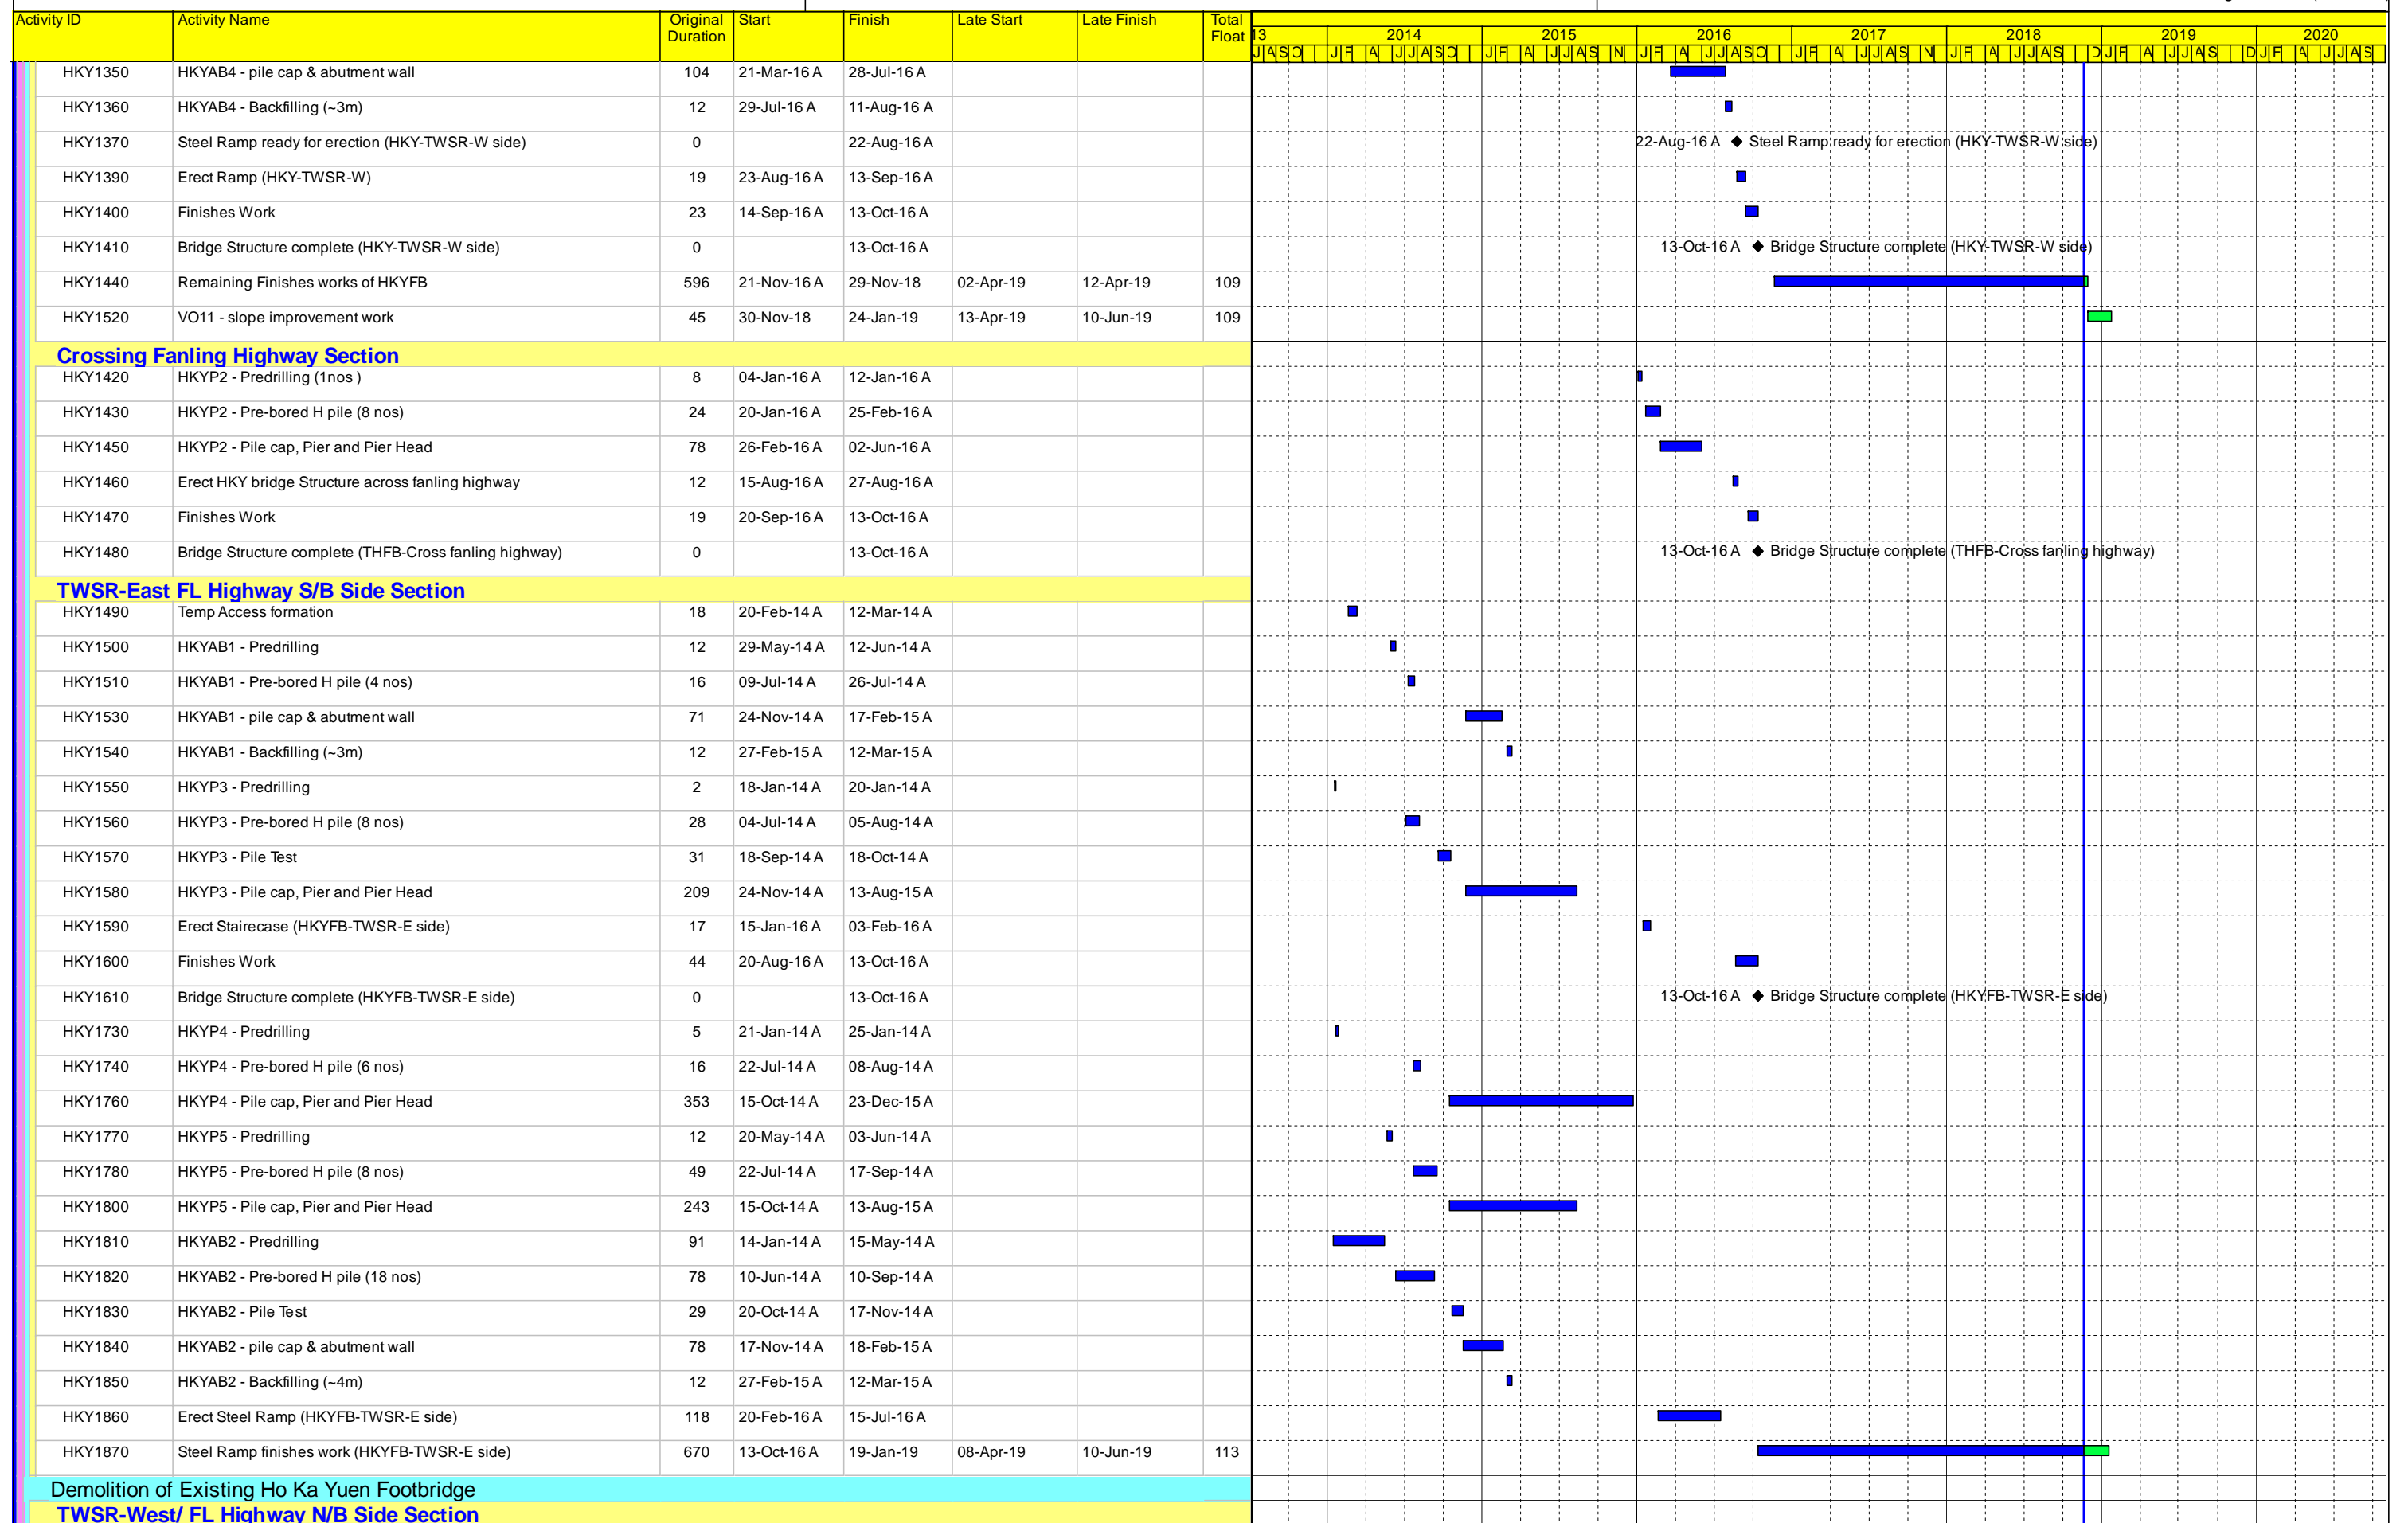 Activity ID Activity Name Original Duration Start Finish Late Start Late Finish Total Float
13 2014 2015 2016 2017 2018 2019 2020
J A S O J F A J J A S O J F A J J A S N J F A J J A S O J F A J J A S N J F A J J A S D J F A J J A S D J F A J J A S
HKY1350 HKYAB4 - pile cap & abutment wall 104 21-Mar-16 A 28-Jul-16 A
HKY1360 HKYAB4 - Backfilling (~3m) 12 29-Jul-16 A 11-Aug-16 A
HKY1370 Steel Ramp ready for erection (HKY-TWSR-W side) 0 22-Aug-16 A 22-Aug-16 A Steel Ramp ready for erection (HKY-TWSR-W side)
HKY1390 Erect Ramp (HKY-TWSR-W) 19 23-Aug-16 A 13-Sep-16 A
HKY1400 Finishes Work 23 14-Sep-16 A 13-Oct-16 A
HKY1410 Bridge Structure complete (HKY-TWSR-W side) 0 13-Oct-16 A 13-Oct-16 A Bridge Structure complete (HKY-TWSR-W side)
HKY1440 Remaining Finishes works of HKYFB 596 21-Nov-16 A 29-Nov-18 02-Apr-19 12-Apr-19 109
HKY1520 VO11 - slope improvement work 45 30-Nov-18 24-Jan-19 13-Apr-19 10-Jun-19 109
Crossing Fanling Highway Section
HKY1420 HKYP2 - Predrilling (1nos ) 8 04-Jan-16 A 12-Jan-16 A
HKY1430 HKYP2 - Pre-bored H pile (8 nos) 24 20-Jan-16 A 25-Feb-16 A
HKY1450 HKYP2 - Pile cap, Pier and Pier Head 78 26-Feb-16 A 02-Jun-16 A
HKY1460 Erect HKY bridge Structure across fanling highway 12 15-Aug-16 A 27-Aug-16 A
HKY1470 Finishes Work 19 20-Sep-16 A 13-Oct-16 A
HKY1480 Bridge Structure complete (THFB-Cross fanling highway) 0 13-Oct-16 A 13-Oct-16 A Bridge Structure complete (THFB-Cross fanling highway)
TWSR-East FL Highway S/B Side Section
HKY1490 Temp Access formation 18 20-Feb-14 A 12-Mar-14 A
HKY1500 HKYAB1 - Predrilling 12 29-May-14 A 12-Jun-14 A
HKY1510 HKYAB1 - Pre-bored H pile (4 nos) 16 09-Jul-14 A 26-Jul-14 A
HKY1530 HKYAB1 - pile cap & abutment wall 71 24-Nov-14 A 17-Feb-15 A
HKY1540 HKYAB1 - Backfilling (~3m) 12 27-Feb-15 A 12-Mar-15 A
HKY1550 HKYP3 - Predrilling 2 18-Jan-14 A 20-Jan-14 A
HKY1560 HKYP3 - Pre-bored H pile (8 nos) 28 04-Jul-14 A 05-Aug-14 A
HKY1570 HKYP3 - Pile Test 31 18-Sep-14 A 18-Oct-14 A
HKY1580 HKYP3 - Pile cap, Pier and Pier Head 209 24-Nov-14 A 13-Aug-15 A
HKY1590 Erect Stairecase (HKYFB-TWSR-E side) 17 15-Jan-16 A 03-Feb-16 A
HKY1600 Finishes Work 44 20-Aug-16 A 13-Oct-16 A
HKY1610 Bridge Structure complete (HKYFB-TWSR-E side) 0 13-Oct-16 A 13-Oct-16 A Bridge Structure complete (HKYFB-TWSR-E side)
HKY1730 HKYP4 - Predrilling 5 21-Jan-14 A 25-Jan-14 A
HKY1740 HKYP4 - Pre-bored H pile (6 nos) 16 22-Jul-14 A 08-Aug-14 A
HKY1760 HKYP4 - Pile cap, Pier and Pier Head 353 15-Oct-14 A 23-Dec-15 A
HKY1770 HKYP5 - Predrilling 12 20-May-14 A 03-Jun-14 A
HKY1780 HKYP5 - Pre-bored H pile (8 nos) 49 22-Jul-14 A 17-Sep-14 A
HKY1800 HKYP5 - Pile cap, Pier and Pier Head 243 15-Oct-14 A 13-Aug-15 A
HKY1810 HKYAB2 - Predrilling 91 14-Jan-14 A 15-May-14 A
HKY1820 HKYAB2 - Pre-bored H pile (18 nos) 78 10-Jun-14 A 10-Sep-14 A
HKY1830 HKYAB2 - Pile Test 29 20-Oct-14 A 17-Nov-14 A
HKY1840 HKYAB2 - pile cap & abutment wall 78 17-Nov-14 A 18-Feb-15 A
HKY1850 HKYAB2 - Backfilling (~4m) 12 27-Feb-15 A 12-Mar-15 A
HKY1860 Erect Steel Ramp (HKYFB-TWSR-E side) 118 20-Feb-16 A 15-Jul-16 A
HKY1870 Steel Ramp finishes work (HKYFB-TWSR-E side) 670 13-Oct-16 A 19-Jan-19 08-Apr-19 10-Jun-19 113
Demolition of Existing Ho Ka Yuen Footbridge
TWSR-West/ FL Highway N/B Side Section